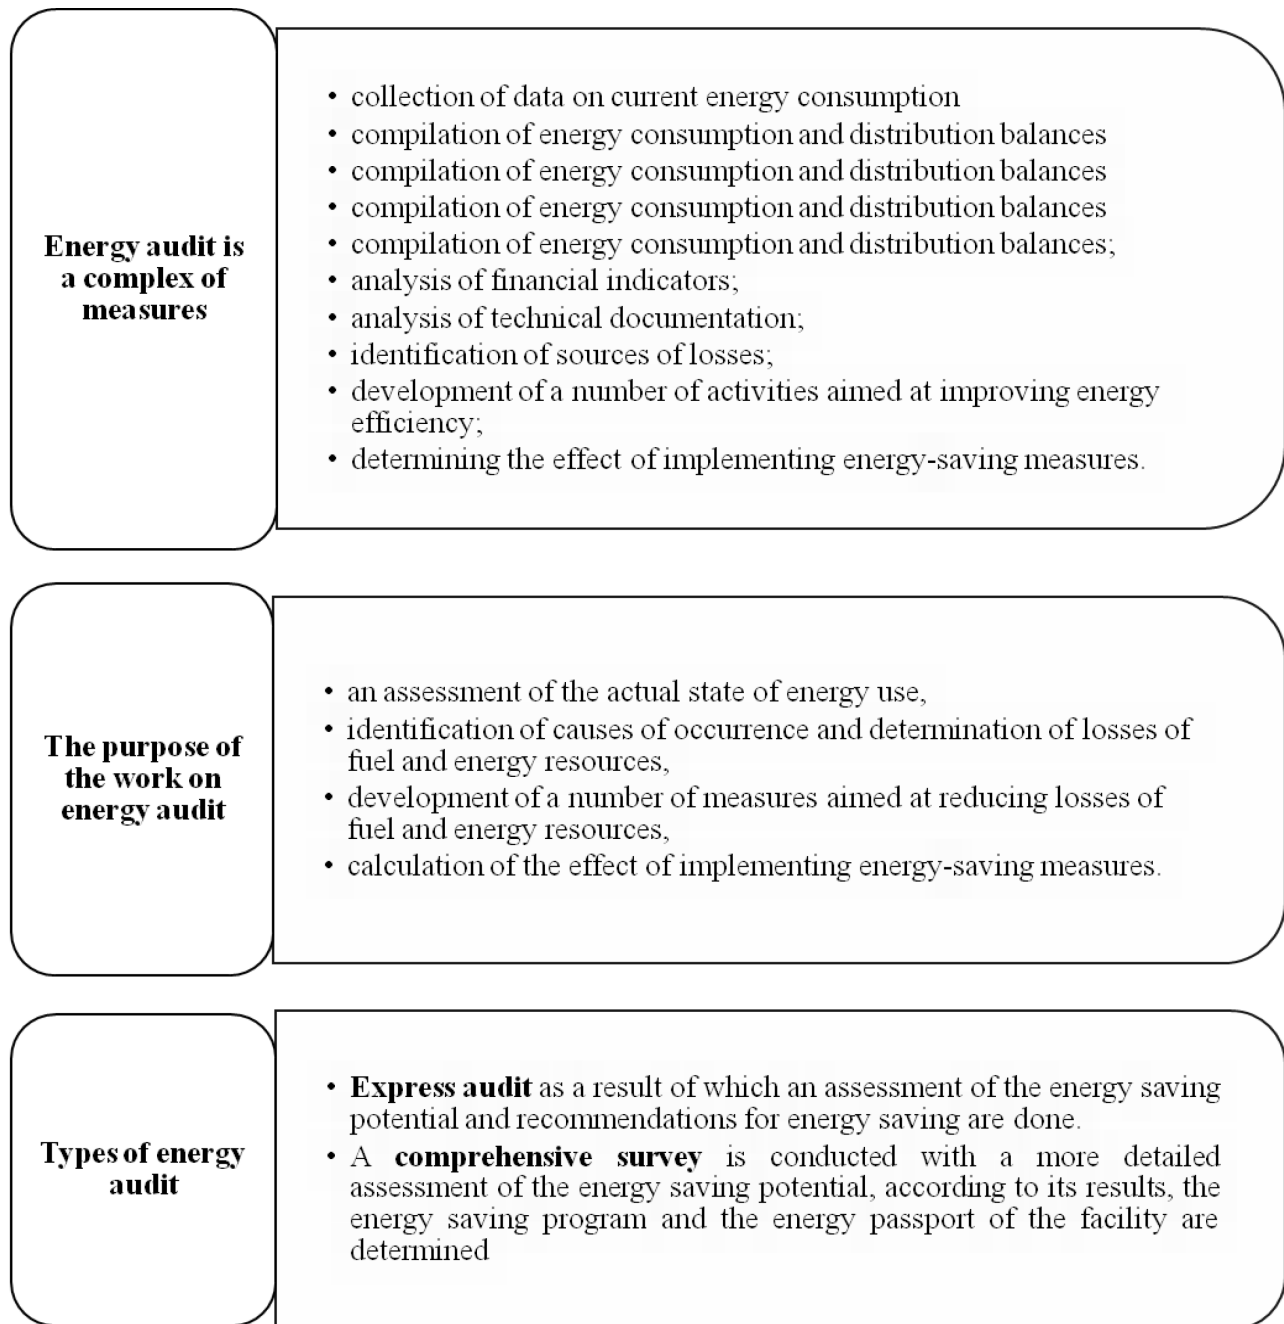 Energy audit is
a complex of
measures
• collection of data on current energy consumption
• compilation of energy consumption and distribution balances
• compilation of energy consumption and distribution balances
• compilation of energy consumption and distribution balances
• compilation of energy consumption and distribution balances;
• analysis of financial indicators;
• analysis of technical documentation;
• identification of sources of losses;
• development of a number of activities aimed at improving energy
efficiency;
• determining the effect of implementing energy-saving measures.
The purpose of
the work on
energy audit
• an assessment of the actual state of energy use,
• identification of causes of occurrence and determination of losses of
fuel and energy resources,
• development of a number of measures aimed at reducing losses of
fuel and energy resources,
• calculation of the effect of implementing energy-saving measures.
Types of energy
audit
• Express audit as a result of which an assessment of the energy saving
potential and recommendations for energy saving are done.
• A comprehensive survey is conducted with a more detailed
assessment of the energy saving potential, according to its results, the
energy saving program and the energy passport of the facility are
determined